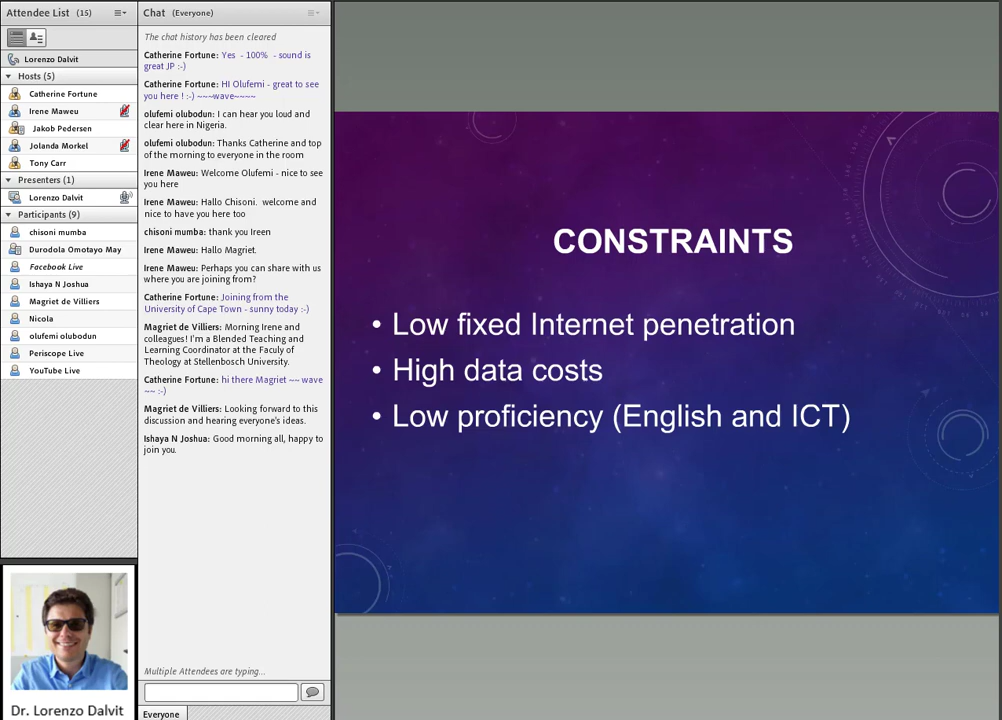 Attendee List (15)
Lorenzo Dalvit
Hosts (5)
Catherine Fortune
Irene Maweu
Jakob Pedersen
Jolanda Morkel
Tony Carr
Presenters (1)
Lorenzo Dalvit
Participants (9)
chisoni mumba
Durodola Omotayo May
Facebook Live
Ishaya N Joshua
Magriet de Villiers
Nicola
olufemi olubodun
Periscope Live
YouTube Live
Dr. Lorenzo Dalvit
Chat (Everyone)
The chat history has been cleared
Catherine Fortune: Yes - 100% - sound is
great JP :-)
Catherine Fortune: HI Olufemi - great to see
you here ! :-) ~~~wave~~~~
olufemi olubodun: I can hear you loud and
clear here in Nigeria.
olufemi olubodun: Thanks Catherine and top
of the morning to everyone in the room
Irene Maweu: Welcome Olufemi - nice to see
you here
Irene Maweu: Hallo Chisoni. welcome and
nice to have you here too
chisoni mumba: thank you Ireen
Irene Maweu: Hallo Magriet.
Irene Maweu: Perhaps you can share with us
where you are joining from?
Catherine Fortune: Joining from the
University of Cape Town - sunny today :-)
Magriet de Villiers: Morning Irene and
colleagues! I'm a Blended Teaching and
Learning Coordinator at the Faculy of
Theology at Stellenbosch University.
Catherine Fortune: hi there Magriet ~~ wave
~~ :-)
Magriet de Villiers: Looking forward to this
discussion and hearing everyone's ideas.
Ishaya N Joshua: Good morning all, happy to
join you.
Multiple Attendees are typing...
Everyone
CONSTRAINTS
• Low fixed Internet penetration
• High data costs
• Low proficiency (English and ICT)